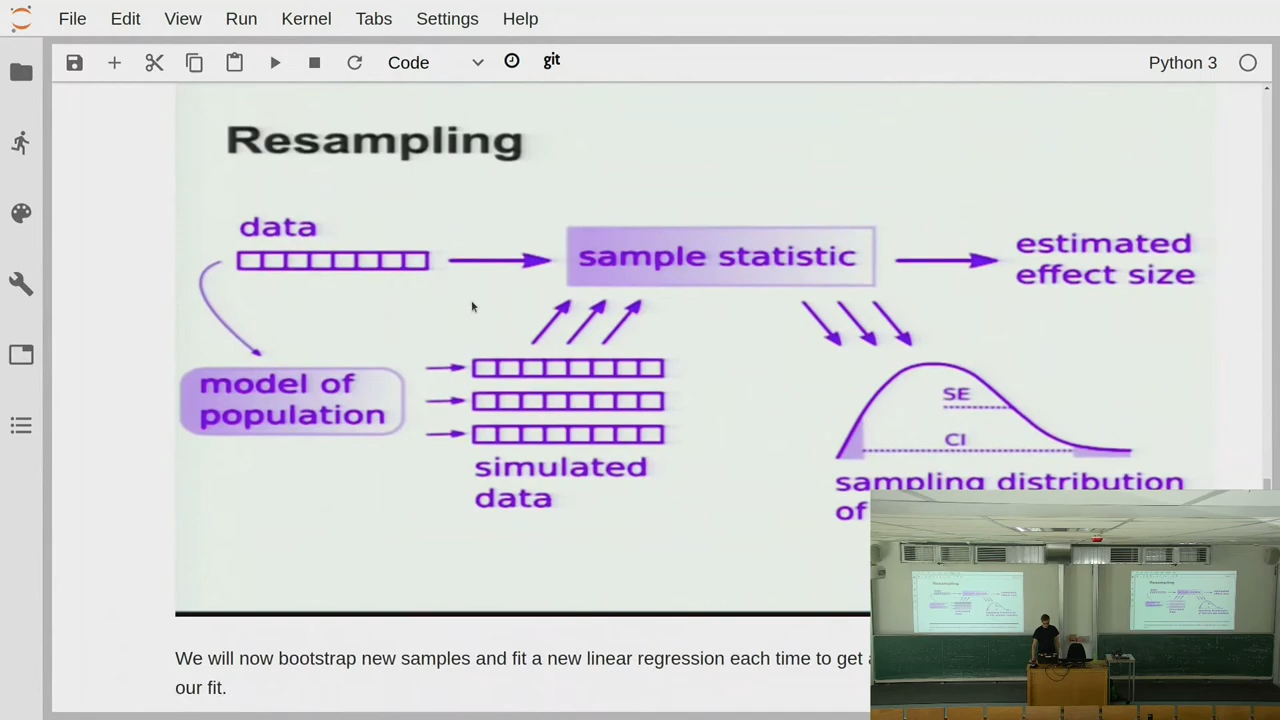 File Edit View Run Kernel Tabs Settings Help
Code git Python 3
Resampling
data
sample statistic
estimated
effect size
model of
population
simulated
data
SE
CI
sampling distribution
of
We will now bootstrap new samples and fit a new linear regression each time to get
our fit.